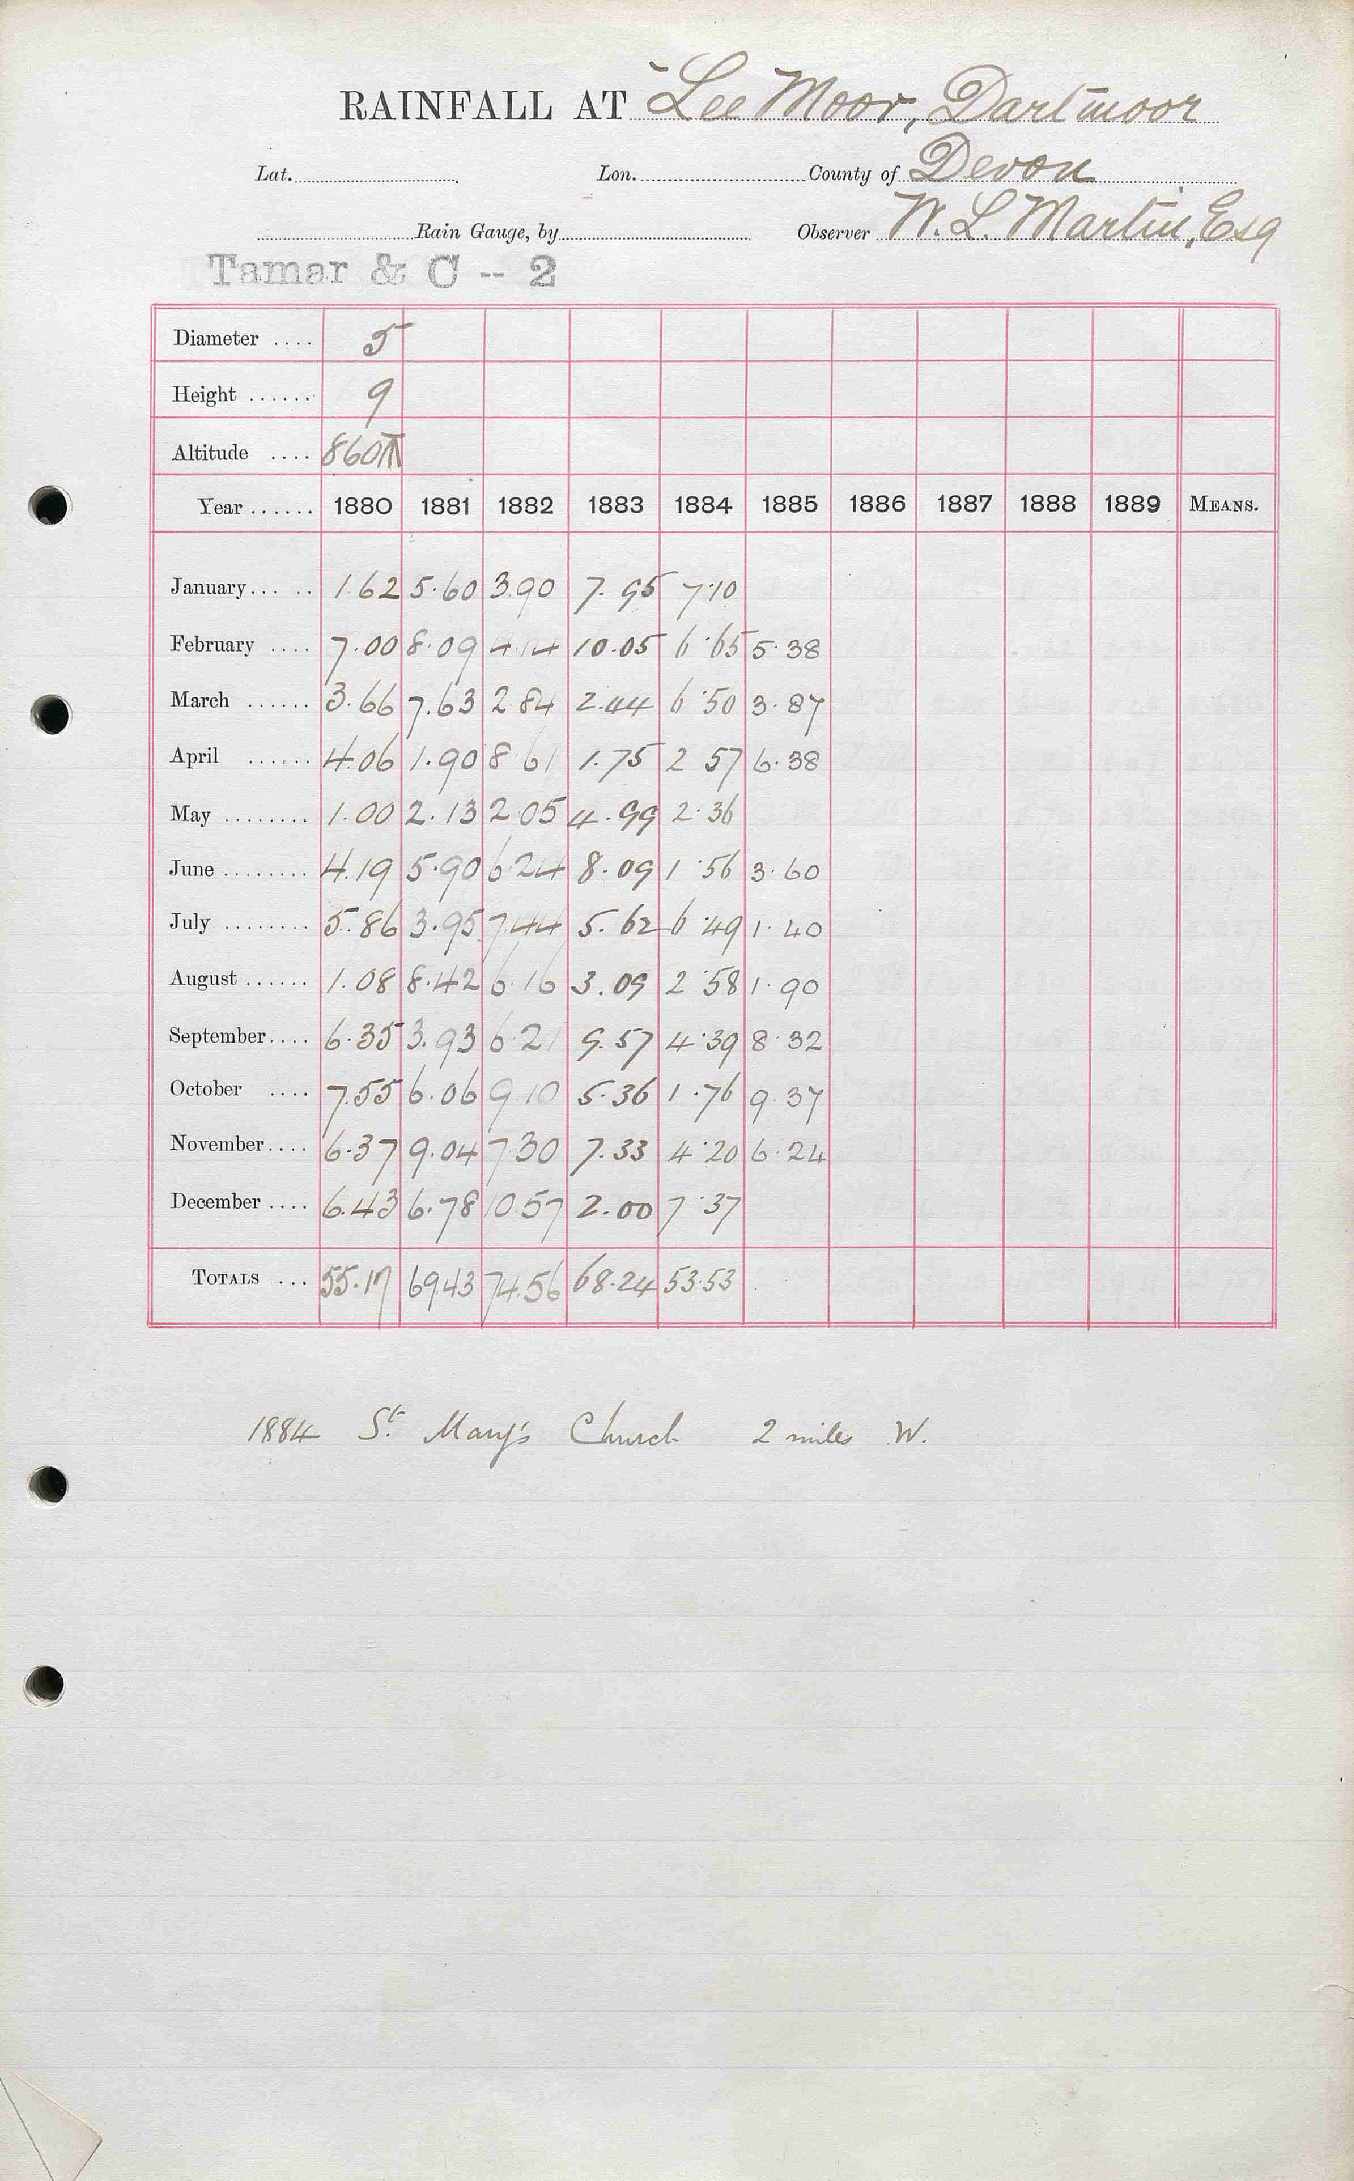 RAINFALL AT Lee Moor, Dartmoor
Lat. Lon. County of Devon
Rain Gauge, by Observer W. L. Martin, Esq
Tamar & C -- 2
Diameter .... 5
Height ...... 9
Altitude .... 860
Year ...... 1880 1881 1882 1883 1884 1885 1886 1887 1888 1889 MEANS.
January ... .. 1.62 5.60 3.90 7.95 7.10
February .... 7.00 8.09 4.14 10.05 6.65 5.38
March ...... 3.66 7.63 2 84 2.44 6.50 3.87
April ...... 4.06 1.90 8 61 1.75 2 57 6.38
May ........ 1.00 2.13 2 05 4.99 2.36
June ........ 4.19 5.90 6 24 8.09 1.56 3.60
July ........ 5.86 3.95 7.44 5.62 6.49 1.40
August ...... 1.08 8.42 6.16 3.09 2.58 1.90
September .... 6.35 3.93 6 21 9.57 4.39 8.32
October .... 7.55 6.06 9.10 5.36 1.76 9.37
November .... 6.37 9.04 7.30 7.33 4.20 6.24
December .... 6.43 6.78 10.57 2.00 7.37
TOTALS ... 55.17 69.43 74.56 68.24 53.53
1884 St. Mary's Church 2 miles W.